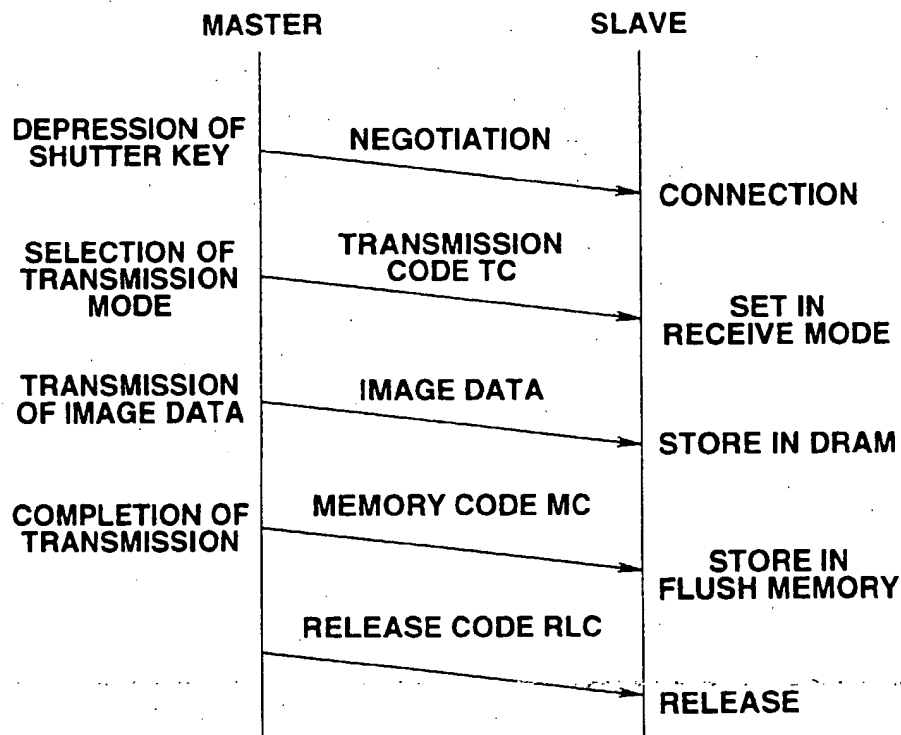 MASTER
SLAVE
DEPRESSION OF
SHUTTER KEY
NEGOTIATION
CONNECTION
SELECTION OF
TRANSMISSION
MODE
TRANSMISSION
CODE TC
SET IN
RECEIVE MODE
TRANSMISSION
OF IMAGE DATA
IMAGE DATA
STORE IN DRAM
COMPLETION OF
TRANSMISSION
MEMORY CODE MC
STORE IN
FLUSH MEMORY
RELEASE CODE RLC
RELEASE